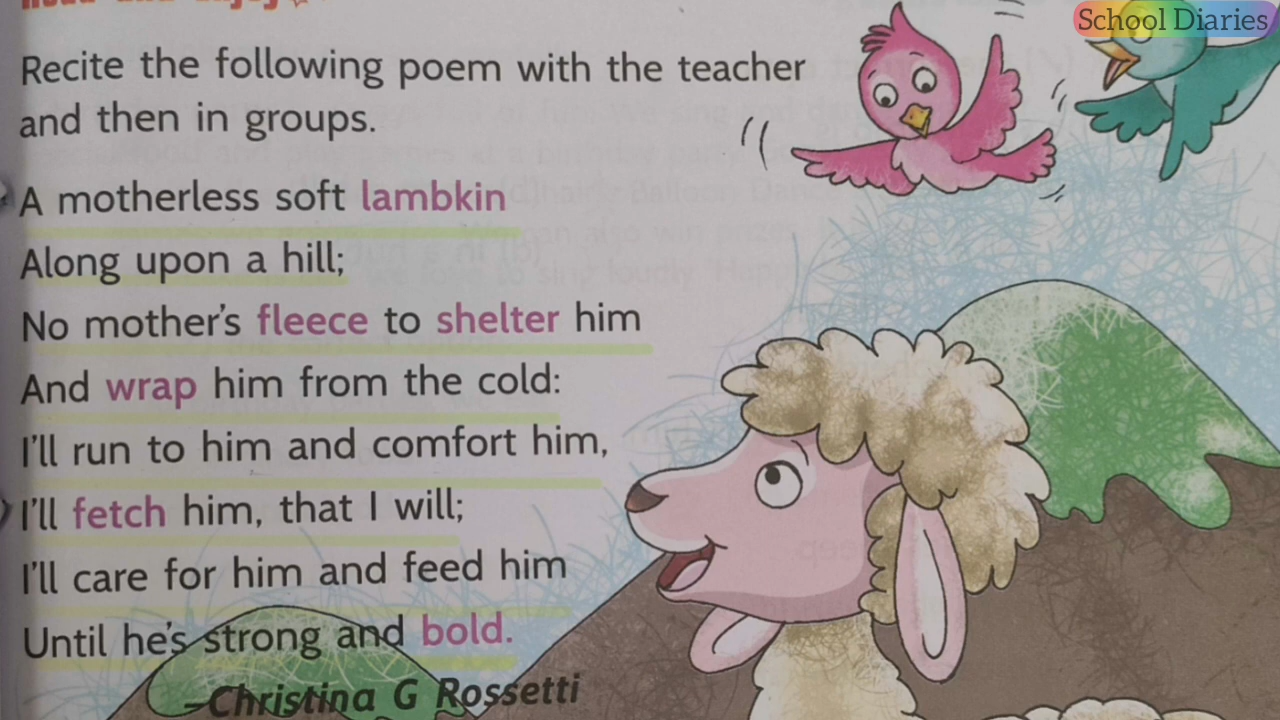 School Diaries
Read and enjoy
Recite the following poem with the teacher
and then in groups.
A motherless soft lambkin
Along upon a hill;
No mother's fleece to shelter him
And wrap him from the cold:
I'll run to him and comfort him,
I'll fetch him, that I will;
I'll care for him and feed him
Until he's strong and bold.
–Christina G Rossetti